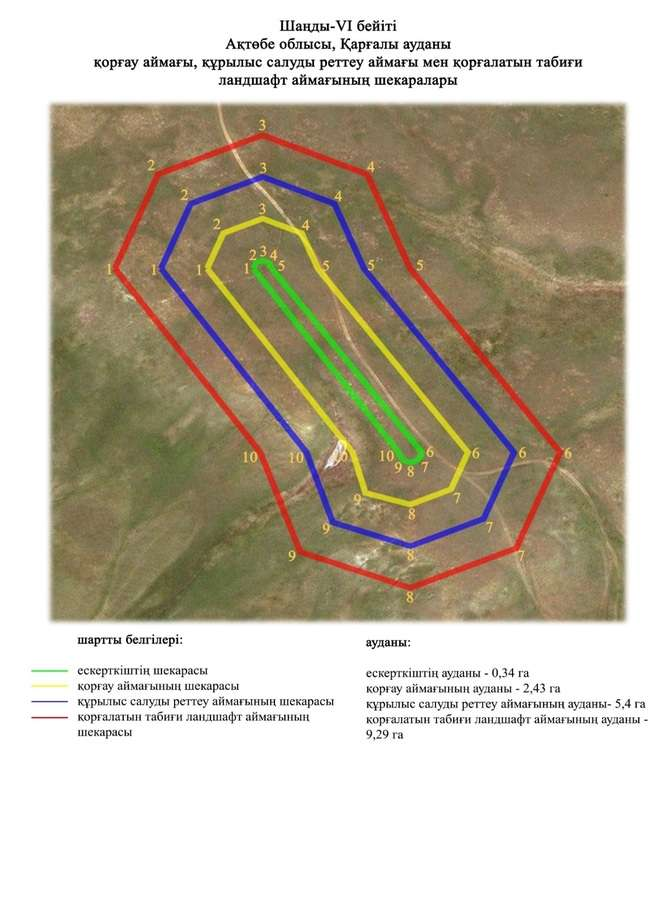 Шаңды-VI бейіті
Ақтөбе облысы, Қарғалы ауданы
қорғау аймағы, құрылыс салуды реттеу аймағы мен қорғалатын табиғи
ландшафт аймағының шекаралары
3
2
4
3
2
4
3
2
4
2 3 4
1
1
1
1
5
5
5
5
10
10
10
10
6
6
6
6
9
8
7
9
7
8
9
7
8
9
7
8
шартты белгілері:
ескерткіштің шекарасы
қорғау аймағының шекарасы
құрылыс салуды реттеу аймағының шекарасы
қорғалатын табиғи ландшафт аймағының
шекарасы
ауданы:
ескерткіштің ауданы - 0,34 га
қорғау аймағының ауданы - 2,43 га
құрылыс салуды реттеу аймағының ауданы- 5,4 га
қорғалатын табиғи ландшафт аймағының ауданы -
9,29 га